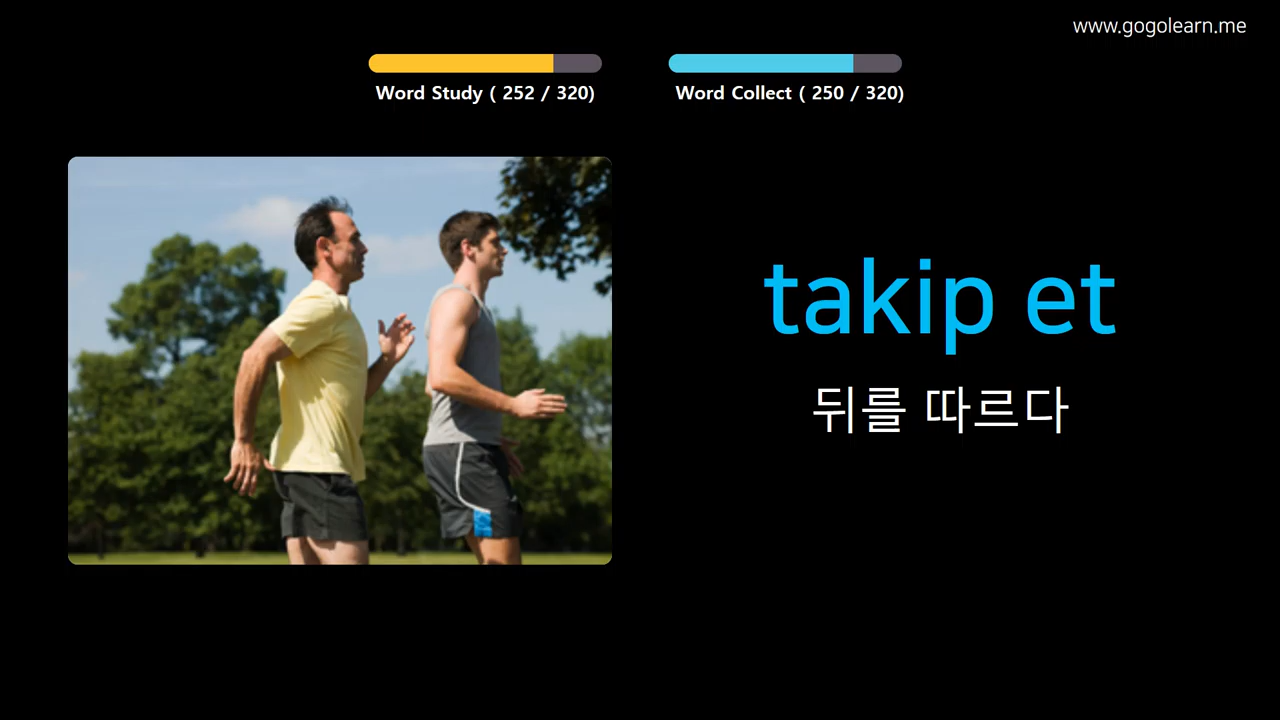 www.gogolearn.me
Word Study ( 252 / 320)
Word Collect ( 250 / 320)
takip et
뒤를 따르다